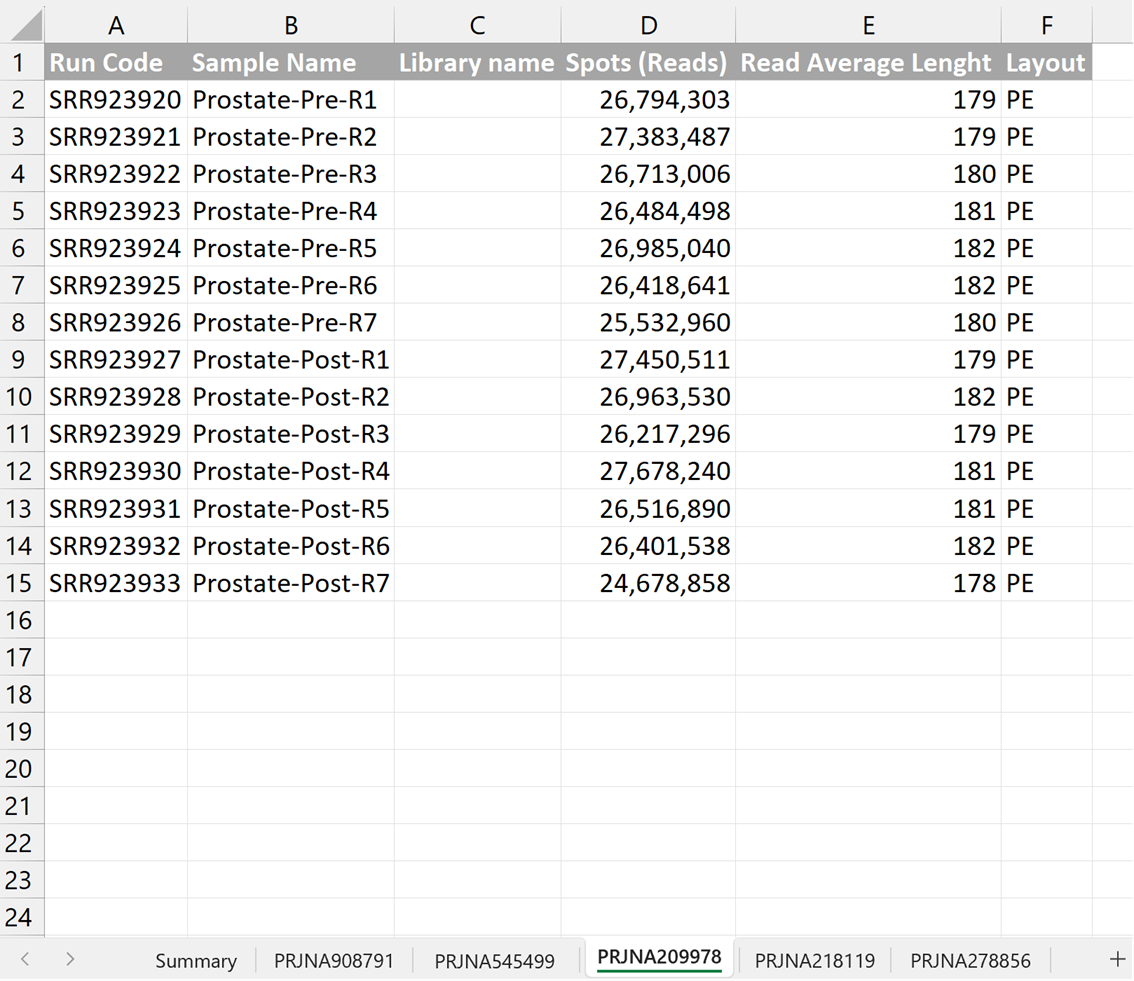 A B C D E F
1 Run Code Sample Name Library name Spots (Reads) Read Average Lenght Layout
2 SRR923920 Prostate-Pre-R1 26,794,303 179 PE
3 SRR923921 Prostate-Pre-R2 27,383,487 179 PE
4 SRR923922 Prostate-Pre-R3 26,713,006 180 PE
5 SRR923923 Prostate-Pre-R4 26,484,498 181 PE
6 SRR923924 Prostate-Pre-R5 26,985,040 182 PE
7 SRR923925 Prostate-Pre-R6 26,418,641 182 PE
8 SRR923926 Prostate-Pre-R7 25,532,960 180 PE
9 SRR923927 Prostate-Post-R1 27,450,511 179 PE
10 SRR923928 Prostate-Post-R2 26,963,530 182 PE
11 SRR923929 Prostate-Post-R3 26,217,296 179 PE
12 SRR923930 Prostate-Post-R4 27,678,240 181 PE
13 SRR923931 Prostate-Post-R5 26,516,890 181 PE
14 SRR923932 Prostate-Post-R6 26,401,538 182 PE
15 SRR923933 Prostate-Post-R7 24,678,858 178 PE
16
17
18
19
20
21
22
23
24
Summary PRJNA908791 PRJNA545499 PRJNA209978 PRJNA218119 PRJNA278856